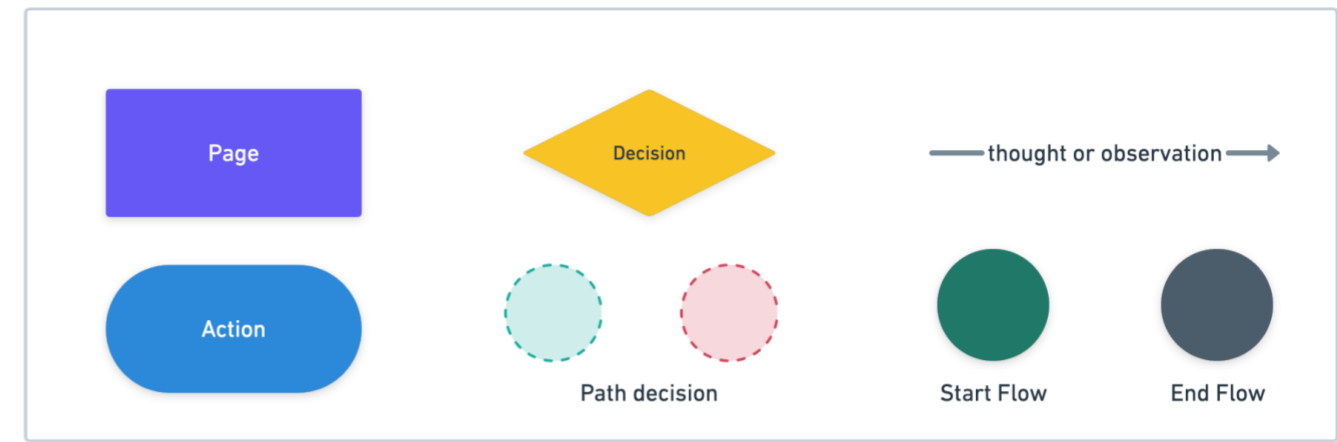 Page
Decision
thought or observation
Action
Path decision
Start Flow
End Flow